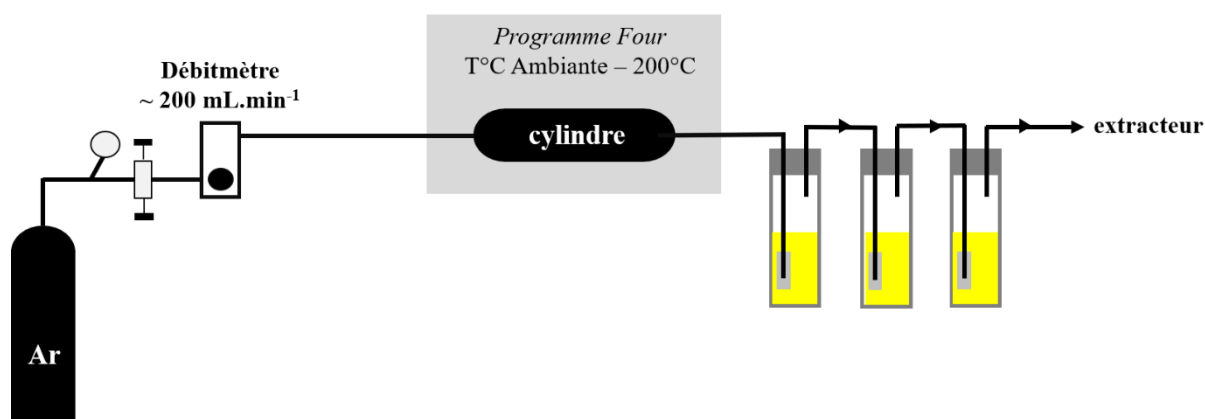 Programme Four
T°C Ambiante – 200°C
Débitmètre
~ 200 mL.min⁻¹
cylindre
extracteur
Ar